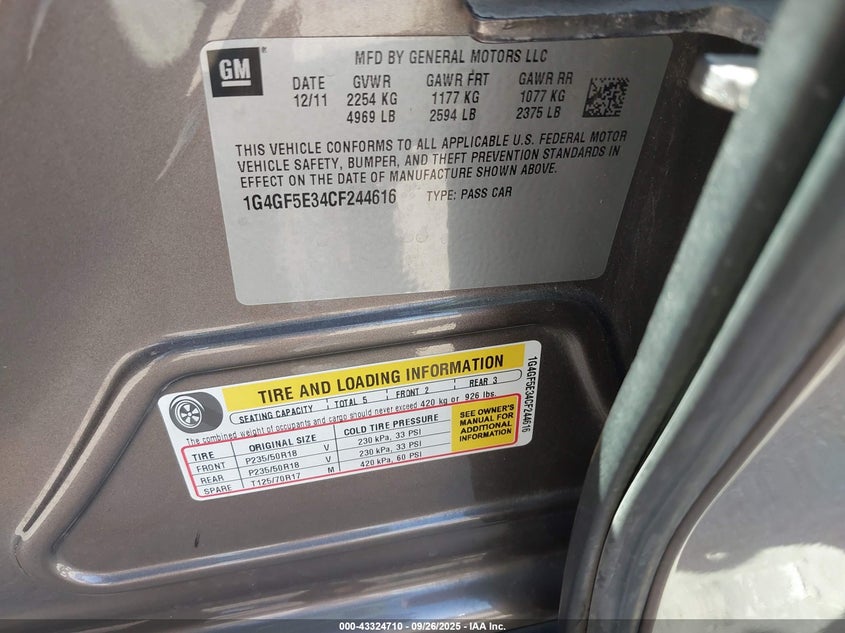 GM
MFD BY GENERAL MOTORS LLC
DATE GVWR GAWR FRT GAWR RR
12/11 2254 KG 1177 KG 1077 KG
4969 LB 2594 LB 2375 LB
THIS VEHICLE CONFORMS TO ALL APPLICABLE U.S. FEDERAL MOTOR
VEHICLE SAFETY, BUMPER, AND THEFT PREVENTION STANDARDS IN
EFFECT ON THE DATE OF MANUFACTURE SHOWN ABOVE.
1G4GF5E34CF244616 TYPE: PASS CAR
TIRE AND LOADING INFORMATION
SEATING CAPACITY TOTAL 5 FRONT 2 REAR 3
The combined weight of occupants and cargo should never exceed 420 kg or 926 lbs.
TIRE ORIGINAL SIZE COLD TIRE PRESSURE
FRONT P235/50R18 V 230 kPa, 33 PSI
REAR P235/50R18 V 230 kPa, 33 PSI
SPARE T125/70R17 M 420 kPa, 60 PSI
SEE OWNER'S
MANUAL FOR
ADDITIONAL
INFORMATION
1G4GF5E34CF244616
000-43324710 - 09/26/2025 - IAA Inc.